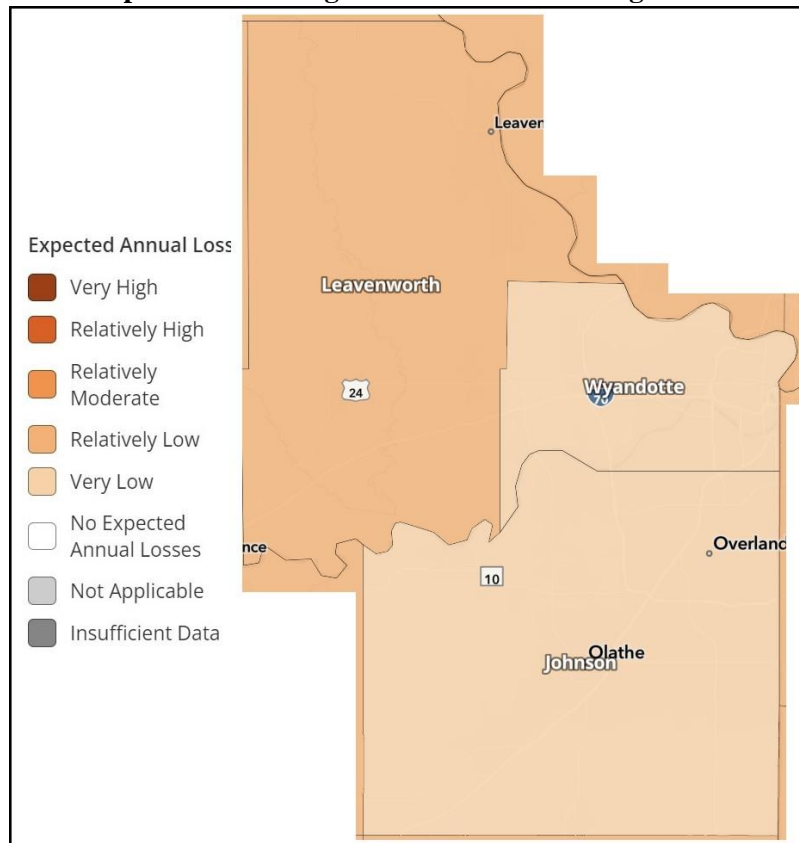 Expected Annual Loss
Very High
Relatively High
Relatively
Moderate
Relatively Low
Very Low
No Expected
Annual Losses
Not Applicable
Insufficient Data
Leaven
Leavenworth
24
Wyandotte
nce
Overland
10
Olathe
Johnson